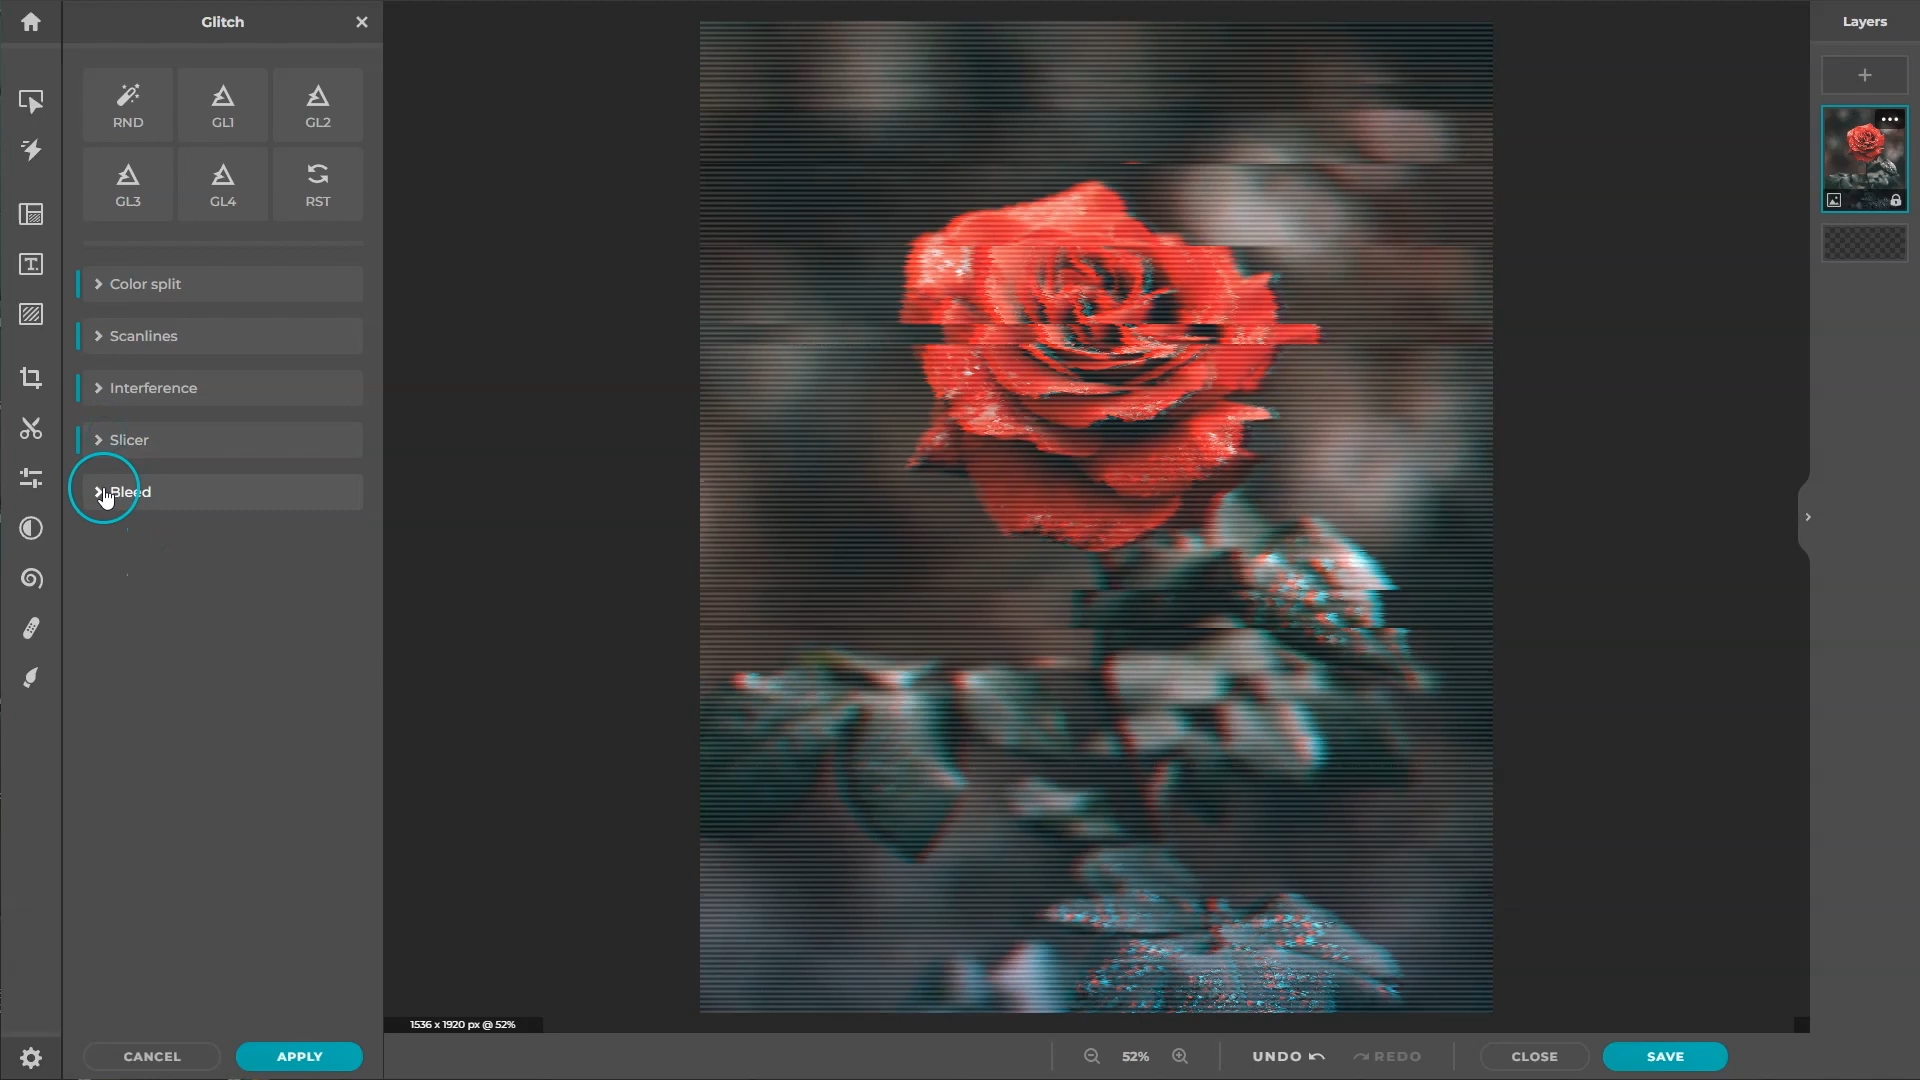 Glitch
Layers
RND
GL1
GL2
GL3
GL4
RST
Color split
Scanlines
Interference
Slicer
Bleed
1536 x 1920 px @ 52%
CANCEL
APPLY
52%
UNDO
REDO
CLOSE
SAVE